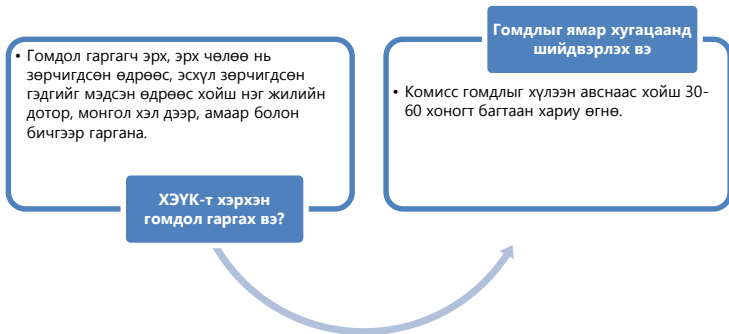 • Гомдол гаргагч эрх, эрх чөлөө нь
зөрчигдсөн өдрөөс, эсхүл зөрчигдсөн
гэдгийг мэдсэн өдрөөс хойш нэг жилийн
дотор, монгол хэл дээр, амаар болон
бичгээр гаргана.
ХЭҮК-т хэрхэн
гомдол гаргах вэ?
Гомдлыг ямар хугацаанд
шийдвэрлэх вэ
• Комисс гомдлыг хүлээн авснаас хойш 30-
60 хоногт багтаан хариу өгнө.